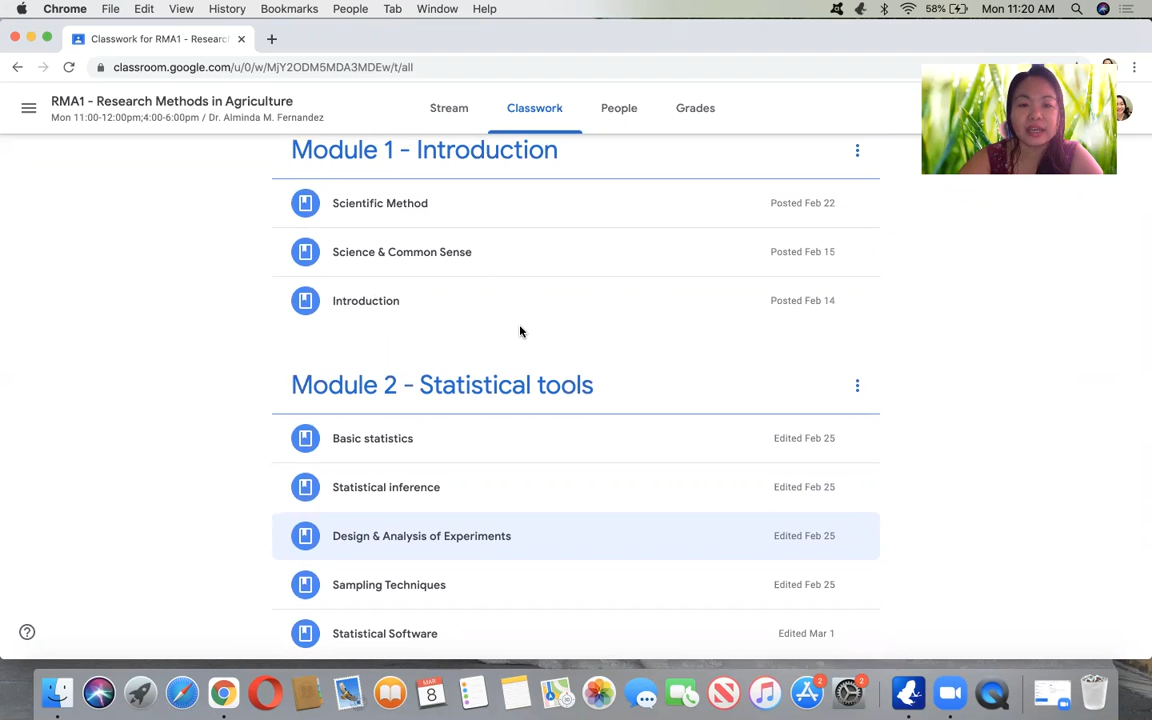 Chrome File Edit View History Bookmarks People Tab Window Help 58% Mon 11:20 AM
Classwork for RMA1 - Researc
classroom.google.com/u/0/w/MjY2ODM5MDA3MDEw/t/all
RMA1 - Research Methods in Agriculture
Mon 11:00-12:00pm;4:00-6:00pm / Dr. Alminda M. Fernandez
Stream Classwork People Grades
Module 1 - Introduction
Scientific Method Posted Feb 22
Science & Common Sense Posted Feb 15
Introduction Posted Feb 14
Module 2 - Statistical tools
Basic statistics Edited Feb 25
Statistical inference Edited Feb 25
Design & Analysis of Experiments Edited Feb 25
Sampling Techniques Edited Feb 25
Statistical Software Edited Mar 1
MAR
8
2
2